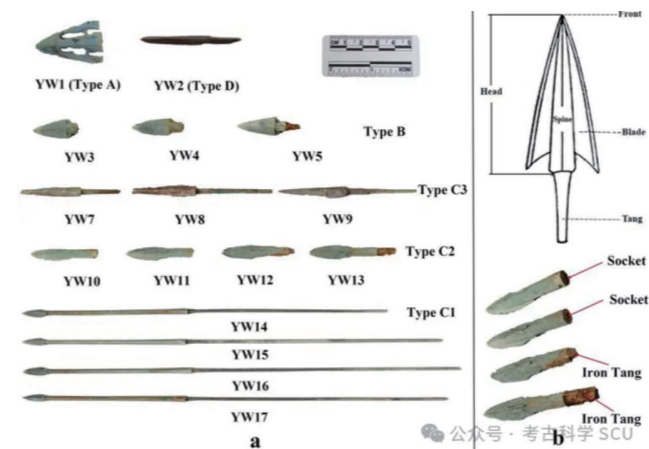 YW1 (Type A)
YW2 (Type D)
YW3
YW4
YW5
Type B
YW7
YW8
YW9
Type C3
YW10
YW11
YW12
YW13
Type C2
YW14
Type C1
YW15
YW16
YW17
a
Front
Head
Spine
Blade
Tang
Socket
Socket
Iron Tang
Iron Tang
b
公众号 · 考古科学 SCU